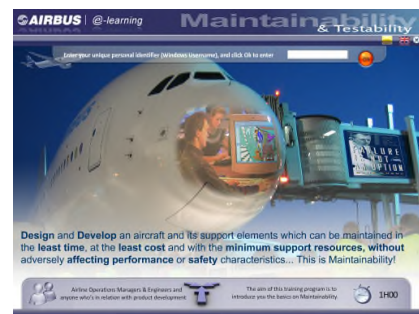 AIRBUS @-learning
Maintainability
& Testability
Enter your unique personal identifier (Windows Username), and click Ok to enter
Design and Develop an aircraft and its support elements which can be maintained in
the least time, at the least cost and with the minimum support resources, without
adversely affecting performance or safety characteristics... This is Maintainability!
Airline Operations Managers & Engineers and
anyone who's in relation with product development
The aim of this training program is to
introduce you the basics on Maintainability.
1H00